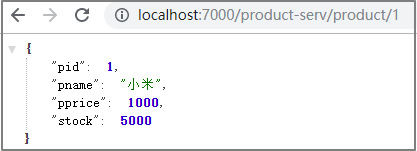 localhost:7000/product-serv/product/1
{
"pid": 1,
"pname": "小米",
"pprice": 1000,
"stock": 5000
}